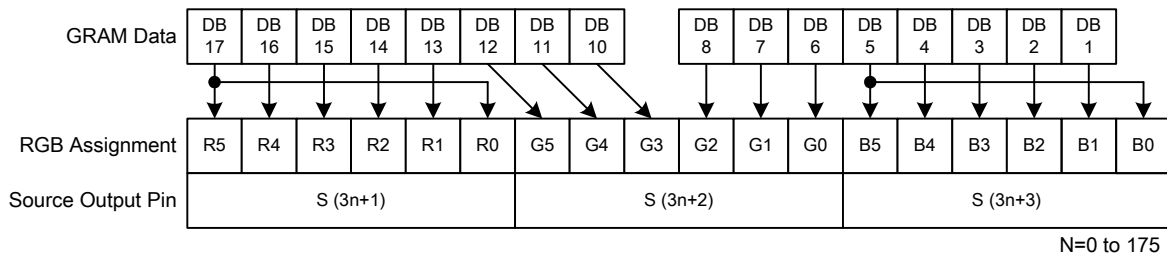 GRAM Data DB 17 DB 16 DB 15 DB 14 DB 13 DB 12 DB 11 DB 10 DB 8 DB 7 DB 6 DB 5 DB 4 DB 3 DB 2 DB 1
RGB Assignment R5 R4 R3 R2 R1 R0 G5 G4 G3 G2 G1 G0 B5 B4 B3 B2 B1 B0
Source Output Pin S (3n+1) S (3n+2) S (3n+3)
N=0 to 175